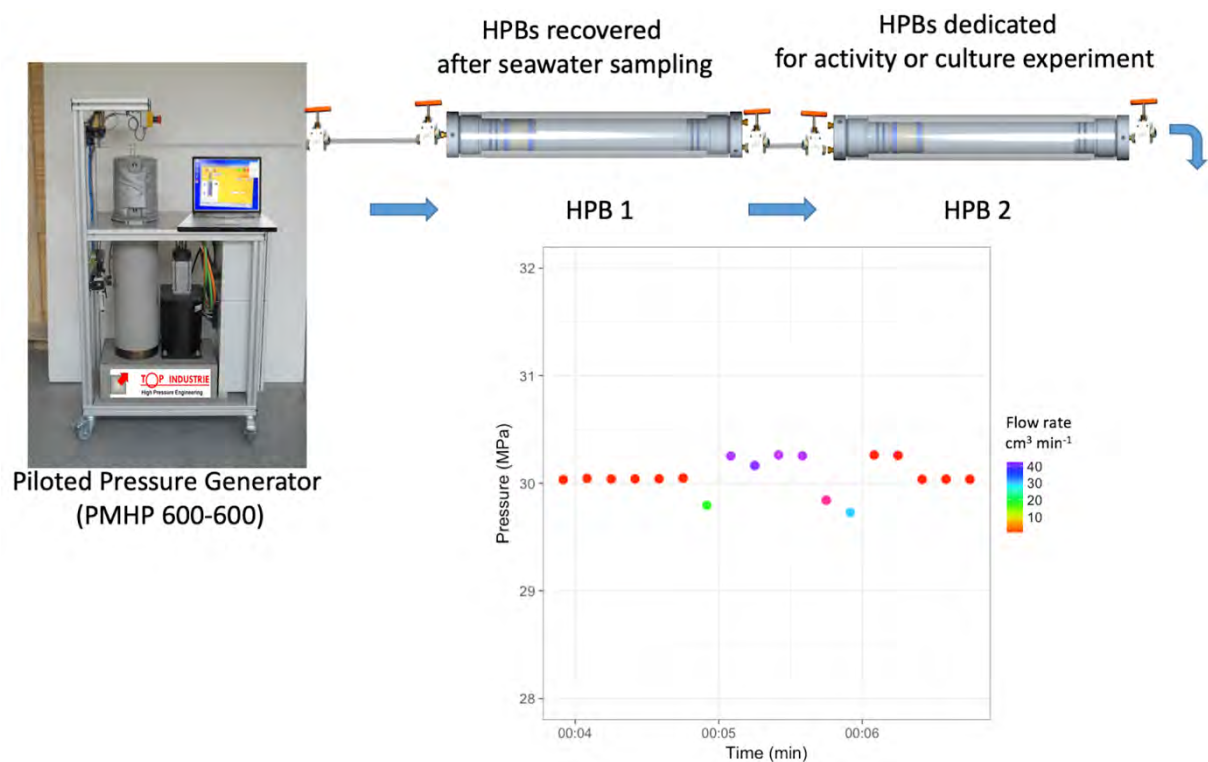 HPBs recovered
after seawater sampling
HPBs dedicated
for activity or culture experiment
HPB 1
HPB 2
TOP INDUSTRIE
High Pressure Engineering
Piloted Pressure Generator
(PMHP 600-600)
Pressure (MPa)
32
31
30
29
28
00:04
00:05
00:06
Time (min)
Flow rate
cm³ min⁻¹
40
30
20
10